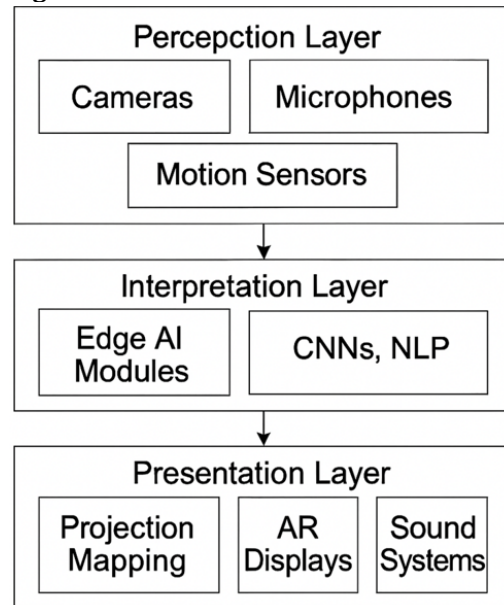 Percepction Layer
Cameras
Microphones
Motion Sensors
Interpretation Layer
Edge AI
Modules
CNNs, NLP
Presentation Layer
Projection
Mapping
AR
Displays
Sound
Systems